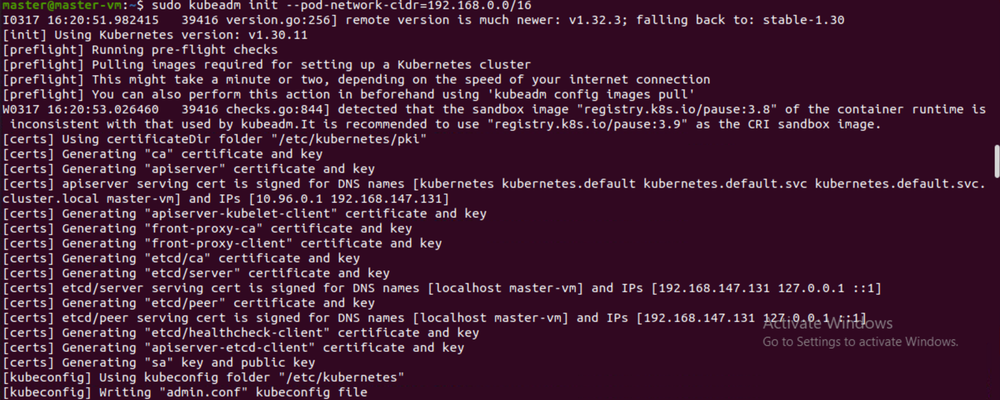 master@master-vm:~$ sudo kubeadm init --pod-network-cidr=192.168.0.0/16
I0317 16:20:51.982415   39416 version.go:256] remote version is much newer: v1.32.3; falling back to: stable-1.30
[init] Using Kubernetes version: v1.30.11
[preflight] Running pre-flight checks
[preflight] Pulling images required for setting up a Kubernetes cluster
[preflight] This might take a minute or two, depending on the speed of your internet connection
[preflight] You can also perform this action in beforehand using 'kubeadm config images pull'
W0317 16:20:53.026460   39416 checks.go:844] detected that the sandbox image "registry.k8s.io/pause:3.8" of the container runtime is
 inconsistent with that used by kubeadm.It is recommended to use "registry.k8s.io/pause:3.9" as the CRI sandbox image.
[certs] Using certificateDir folder "/etc/kubernetes/pki"
[certs] Generating "ca" certificate and key
[certs] Generating "apiserver" certificate and key
[certs] apiserver serving cert is signed for DNS names [kubernetes kubernetes.default kubernetes.default.svc kubernetes.default.svc.
cluster.local master-vm] and IPs [10.96.0.1 192.168.147.131]
[certs] Generating "apiserver-kubelet-client" certificate and key
[certs] Generating "front-proxy-ca" certificate and key
[certs] Generating "front-proxy-client" certificate and key
[certs] Generating "etcd/ca" certificate and key
[certs] Generating "etcd/server" certificate and key
[certs] etcd/server serving cert is signed for DNS names [localhost master-vm] and IPs [192.168.147.131 127.0.0.1 ::1]
[certs] Generating "etcd/peer" certificate and key
[certs] etcd/peer serving cert is signed for DNS names [localhost master-vm] and IPs [192.168.147.131 127.0.0.1 ::1]
Activate Windows
[certs] Generating "etcd/healthcheck-client" certificate and key
Go to Settings to activate Windows.
[certs] Generating "apiserver-etcd-client" certificate and key
[certs] Generating "sa" key and public key
[kubeconfig] Using kubeconfig folder "/etc/kubernetes"
[kubeconfig] Writing "admin.conf" kubeconfig file